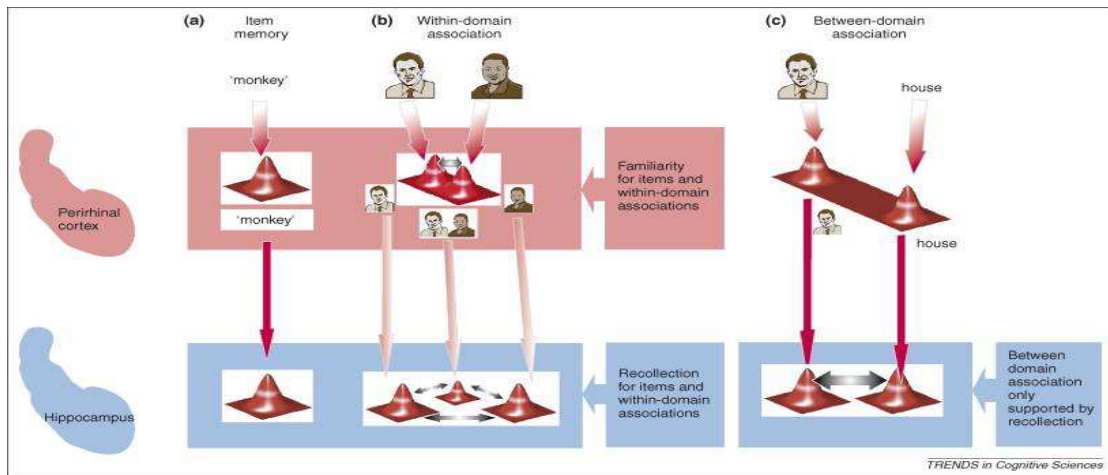 (a)
Item
memory
(b)
Within-domain
association
(c)
Between-domain
association
'monkey'
house
Perirhinal
cortex
'monkey'
Familiarity
for items and
within-domain
associations
house
Hippocampus
Recollection
for items and
within-domain
associations
Between
domain
association
only
supported by
recollection
TRENDS in Cognitive Sciences